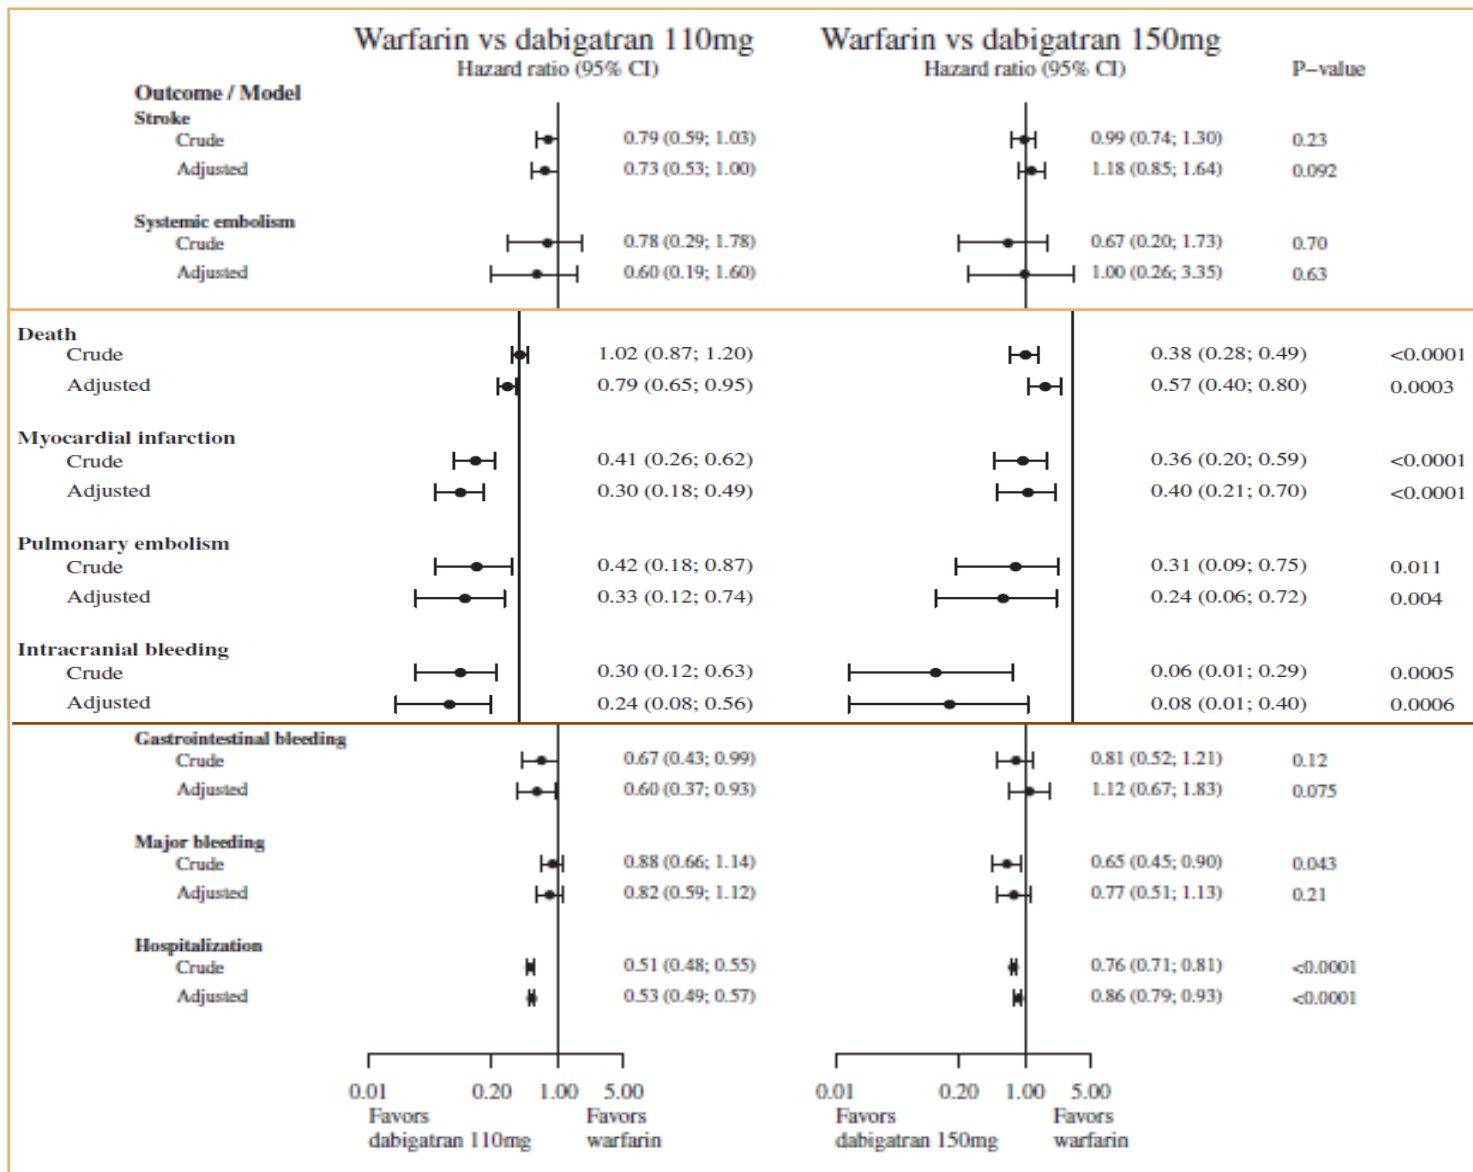 Warfarin vs dabigatran 110mg Warfarin vs dabigatran 150mg
Hazard ratio (95% CI) Hazard ratio (95% CI) P−value
Outcome / Model
Stroke
Crude 0.79 (0.59; 1.03) 0.99 (0.74; 1.30) 0.23
Adjusted 0.73 (0.53; 1.00) 1.18 (0.85; 1.64) 0.092
Systemic embolism
Crude 0.78 (0.29; 1.78) 0.67 (0.20; 1.73) 0.70
Adjusted 0.60 (0.19; 1.60) 1.00 (0.26; 3.35) 0.63
Death
Crude 1.02 (0.87; 1.20) 0.38 (0.28; 0.49) <0.0001
Adjusted 0.79 (0.65; 0.95) 0.57 (0.40; 0.80) 0.0003
Myocardial infarction
Crude 0.41 (0.26; 0.62) 0.36 (0.20; 0.59) <0.0001
Adjusted 0.30 (0.18; 0.49) 0.40 (0.21; 0.70) <0.0001
Pulmonary embolism
Crude 0.42 (0.18; 0.87) 0.31 (0.09; 0.75) 0.011
Adjusted 0.33 (0.12; 0.74) 0.24 (0.06; 0.72) 0.004
Intracranial bleeding
Crude 0.30 (0.12; 0.63) 0.06 (0.01; 0.29) 0.0005
Adjusted 0.24 (0.08; 0.56) 0.08 (0.01; 0.40) 0.0006
Gastrointestinal bleeding
Crude 0.67 (0.43; 0.99) 0.81 (0.52; 1.21) 0.12
Adjusted 0.60 (0.37; 0.93) 1.12 (0.67; 1.83) 0.075
Major bleeding
Crude 0.88 (0.66; 1.14) 0.65 (0.45; 0.90) 0.043
Adjusted 0.82 (0.59; 1.12) 0.77 (0.51; 1.13) 0.21
Hospitalization
Crude 0.51 (0.48; 0.55) 0.76 (0.71; 0.81) <0.0001
Adjusted 0.53 (0.49; 0.57) 0.86 (0.79; 0.93) <0.0001
0.01 0.20 1.00 5.00 0.01 0.20 1.00 5.00
Favors Favors Favors Favors
dabigatran 110mg warfarin dabigatran 150mg warfarin